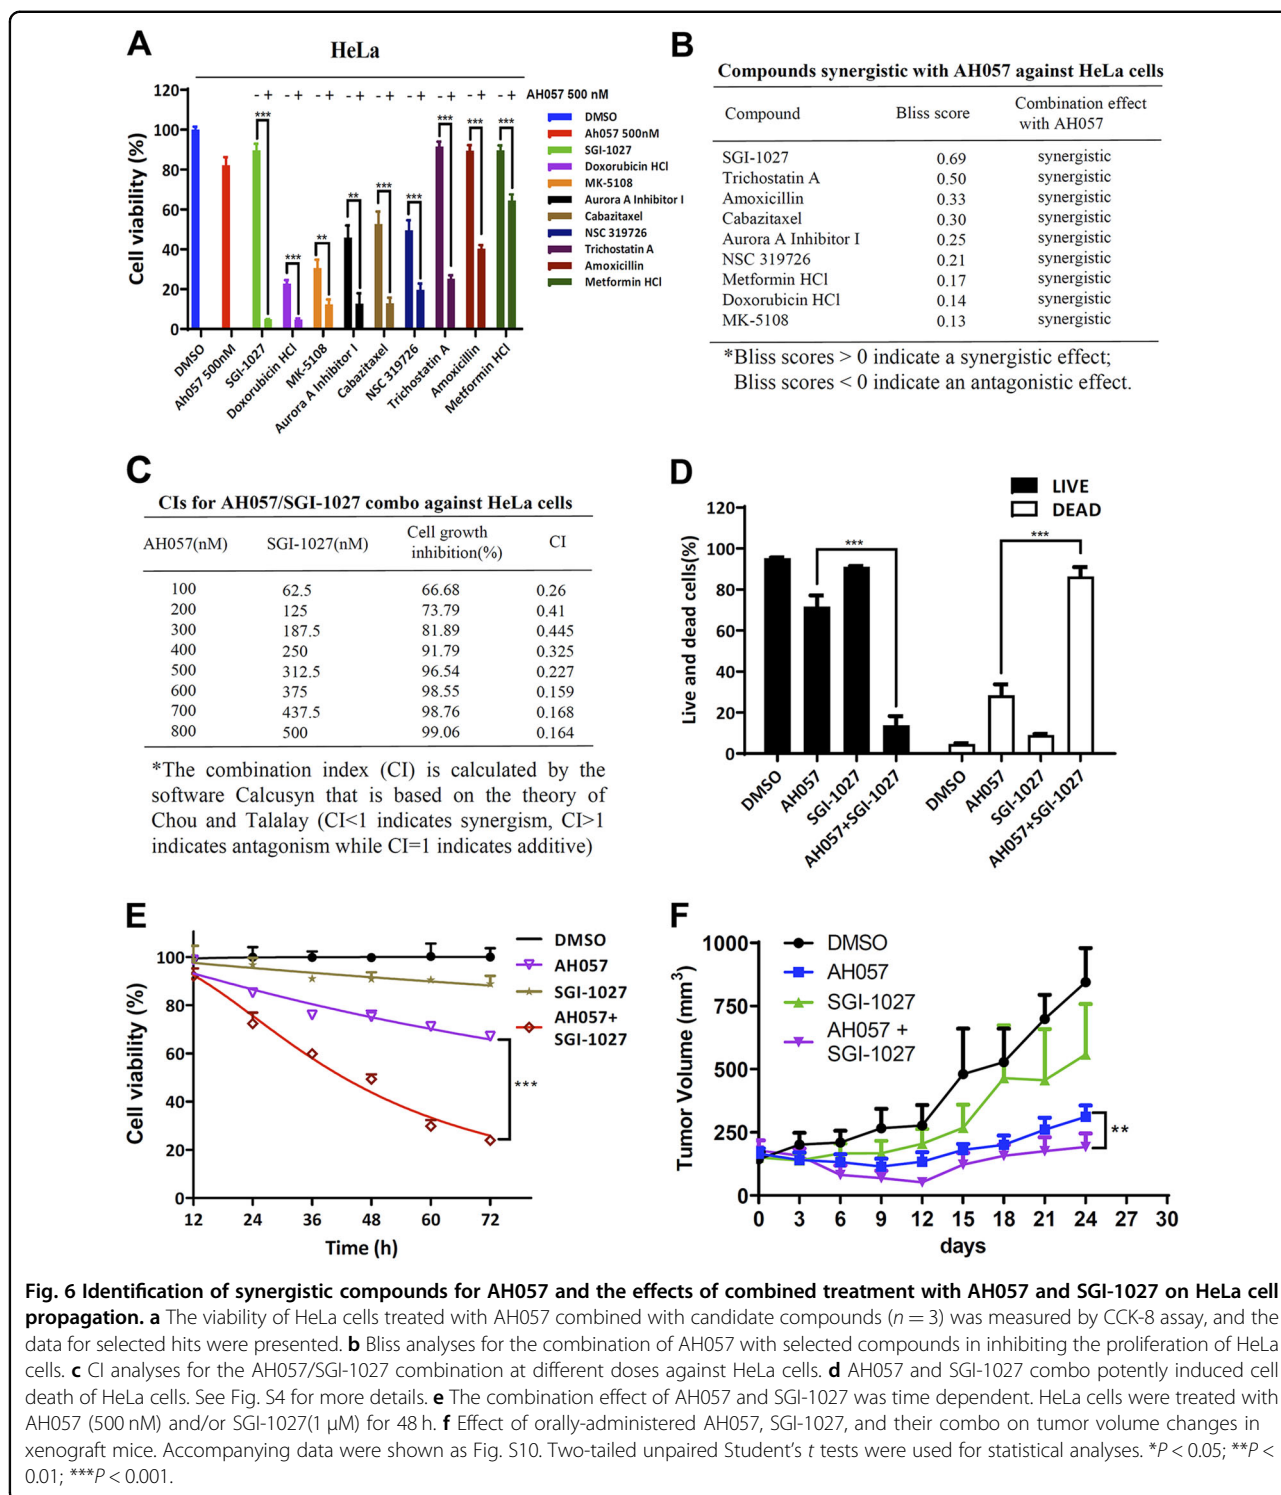 A
HeLa
- + - + - + - + - + - + - + - + - + AH057 500 nM
*** *** ** ** *** *** *** *** ***
Cell viability (%)
120
100
80
60
40
20
0
DMSO
Ah057 500nM
SGI-1027
Doxorubicin HCl
MK-5108
Aurora A Inhibitor I
Cabazitaxel
NSC 319726
Trichostatin A
Amoxicillin
Metformin HCl
DMSO
Ah057 500nM
SGI-1027
Doxorubicin HCl
MK-5108
Aurora A Inhibitor I
Cabazitaxel
NSC 319726
Trichostatin A
Amoxicillin
Metformin HCl
B
Compounds synergistic with AH057 against HeLa cells
Compound Bliss score Combination effect
with AH057
SGI-1027 0.69 synergistic
Trichostatin A 0.50 synergistic
Amoxicillin 0.33 synergistic
Cabazitaxel 0.30 synergistic
Aurora A Inhibitor I 0.25 synergistic
NSC 319726 0.21 synergistic
Metformin HCl 0.17 synergistic
Doxorubicin HCl 0.14 synergistic
MK-5108 0.13 synergistic
*Bliss scores > 0 indicate a synergistic effect;
Bliss scores < 0 indicate an antagonistic effect.
C
CIs for AH057/SGI-1027 combo against HeLa cells
AH057(nM) SGI-1027(nM) Cell growth
inhibition(%) CI
100 62.5 66.68 0.26
200 125 73.79 0.41
300 187.5 81.89 0.445
400 250 91.79 0.325
500 312.5 96.54 0.227
600 375 98.55 0.159
700 437.5 98.76 0.168
800 500 99.06 0.164
*The combination index (CI) is calculated by the
software Calcusyn that is based on the theory of
Chou and Talalay (CI<1 indicates synergism, CI>1
indicates antagonism while CI=1 indicates additive)
D
LIVE
DEAD
*** ***
Live and dead cells(%)
120
100
80
60
40
20
0
DMSO
AH057
SGI-1027
AH057+SGI-1027
DMSO
AH057
SGI-1027
AH057+SGI-1027
E
DMSO
AH057
SGI-1027
AH057+
SGI-1027
***
Cell viability (%)
100
80
60
40
20
0
12 24 36 48 60 72
Time (h)
F
DMSO
AH057
SGI-1027
AH057 +
SGI-1027
**
Tumor Volume (mm3)
1000
750
500
250
0
0 3 6 9 12 15 18 21 24 27 30
days
Fig. 6 Identification of synergistic compounds for AH057 and the effects of combined treatment with AH057 and SGI-1027 on HeLa cell
propagation. a The viability of HeLa cells treated with AH057 combined with candidate compounds (n = 3) was measured by CCK-8 assay, and the
data for selected hits were presented. b Bliss analyses for the combination of AH057 with selected compounds in inhibiting the proliferation of HeLa
cells. c CI analyses for the AH057/SGI-1027 combination at different doses against HeLa cells. d AH057 and SGI-1027 combo potently induced cell
death of HeLa cells. See Fig. S4 for more details. e The combination effect of AH057 and SGI-1027 was time dependent. HeLa cells were treated with
AH057 (500 nM) and/or SGI-1027(1 μM) for 48 h. f Effect of orally-administered AH057, SGI-1027, and their combo on tumor volume changes in
xenograft mice. Accompanying data were shown as Fig. S10. Two-tailed unpaired Student's t tests were used for statistical analyses. *P < 0.05; **P <
0.01; ***P < 0.001.